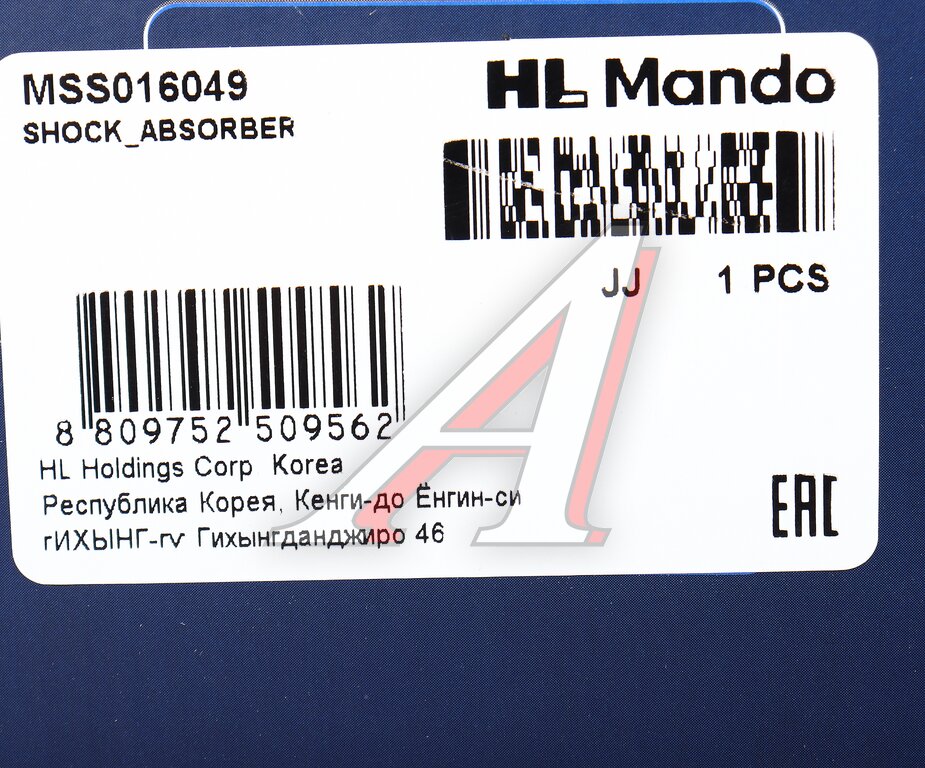 MSS016049
SHOCK_ABSORBER
HL Mando
JJ 1 PCS
8 809752 509562
HL Holdings Corp Korea
Республика Корея, Кенги-до Ёнгин-си
гИХЫНГ-гv Гихынгданджиро 46
EAC